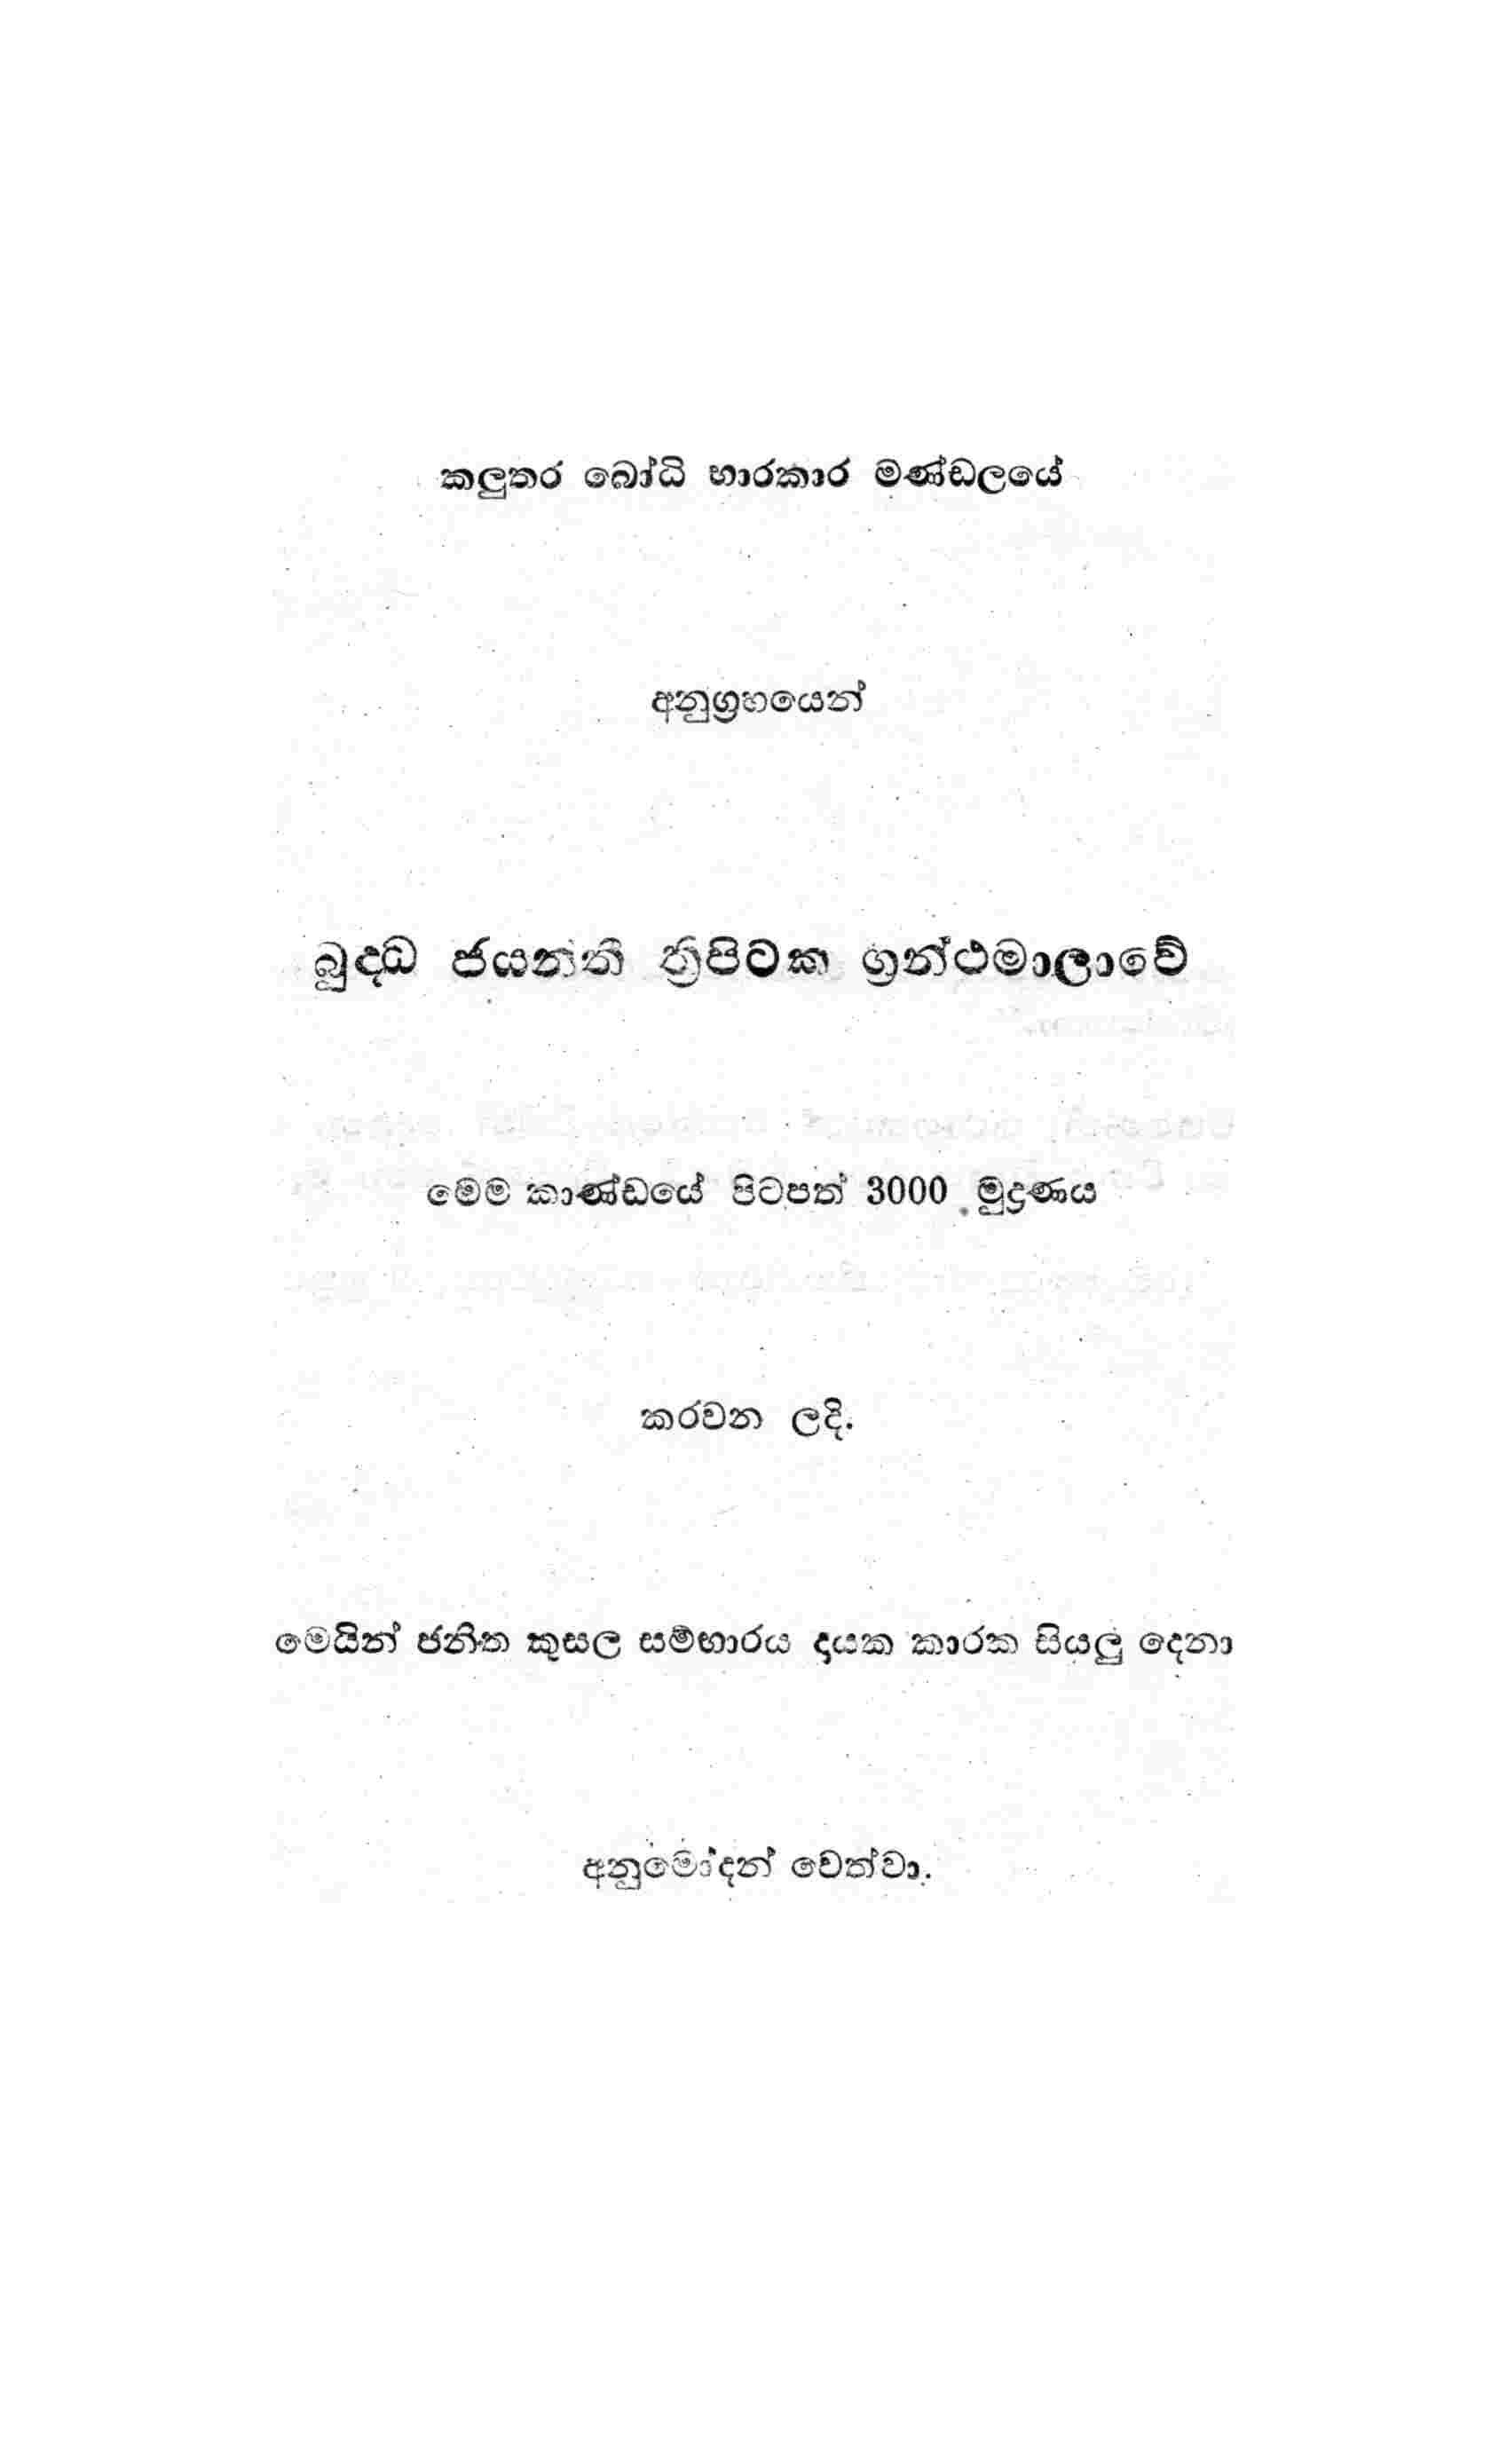 කලුතර බෝධි භාරකාර මණ්ඩලයේ
අනුග්‍රහයෙන්
බුද්ධ ජයන්ති ත්‍රිපිටක ග්‍රන්ථමාලාවේ
මෙම කාණ්ඩයේ පිටපත් 3000 මුද්‍රණය
කරවන ලදි.
මෙයින් ජනිත කුසල සම්භාරය දායක කාරක සියලු දෙනා
අනුමෝදන් වෙත්වා.